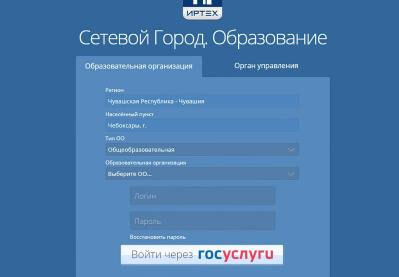 ИРТЕХ
Сетевой Город. Образование
Образовательная организация
Орган управления
Регион
Чувашская Республика - Чувашия
Населённый пункт
Чебоксары, г.
Тип ОО
Общеобразовательная
Образовательная организация
Выберите ОО...
Логин
Пароль
Восстановить пароль
Войти через госуслуги